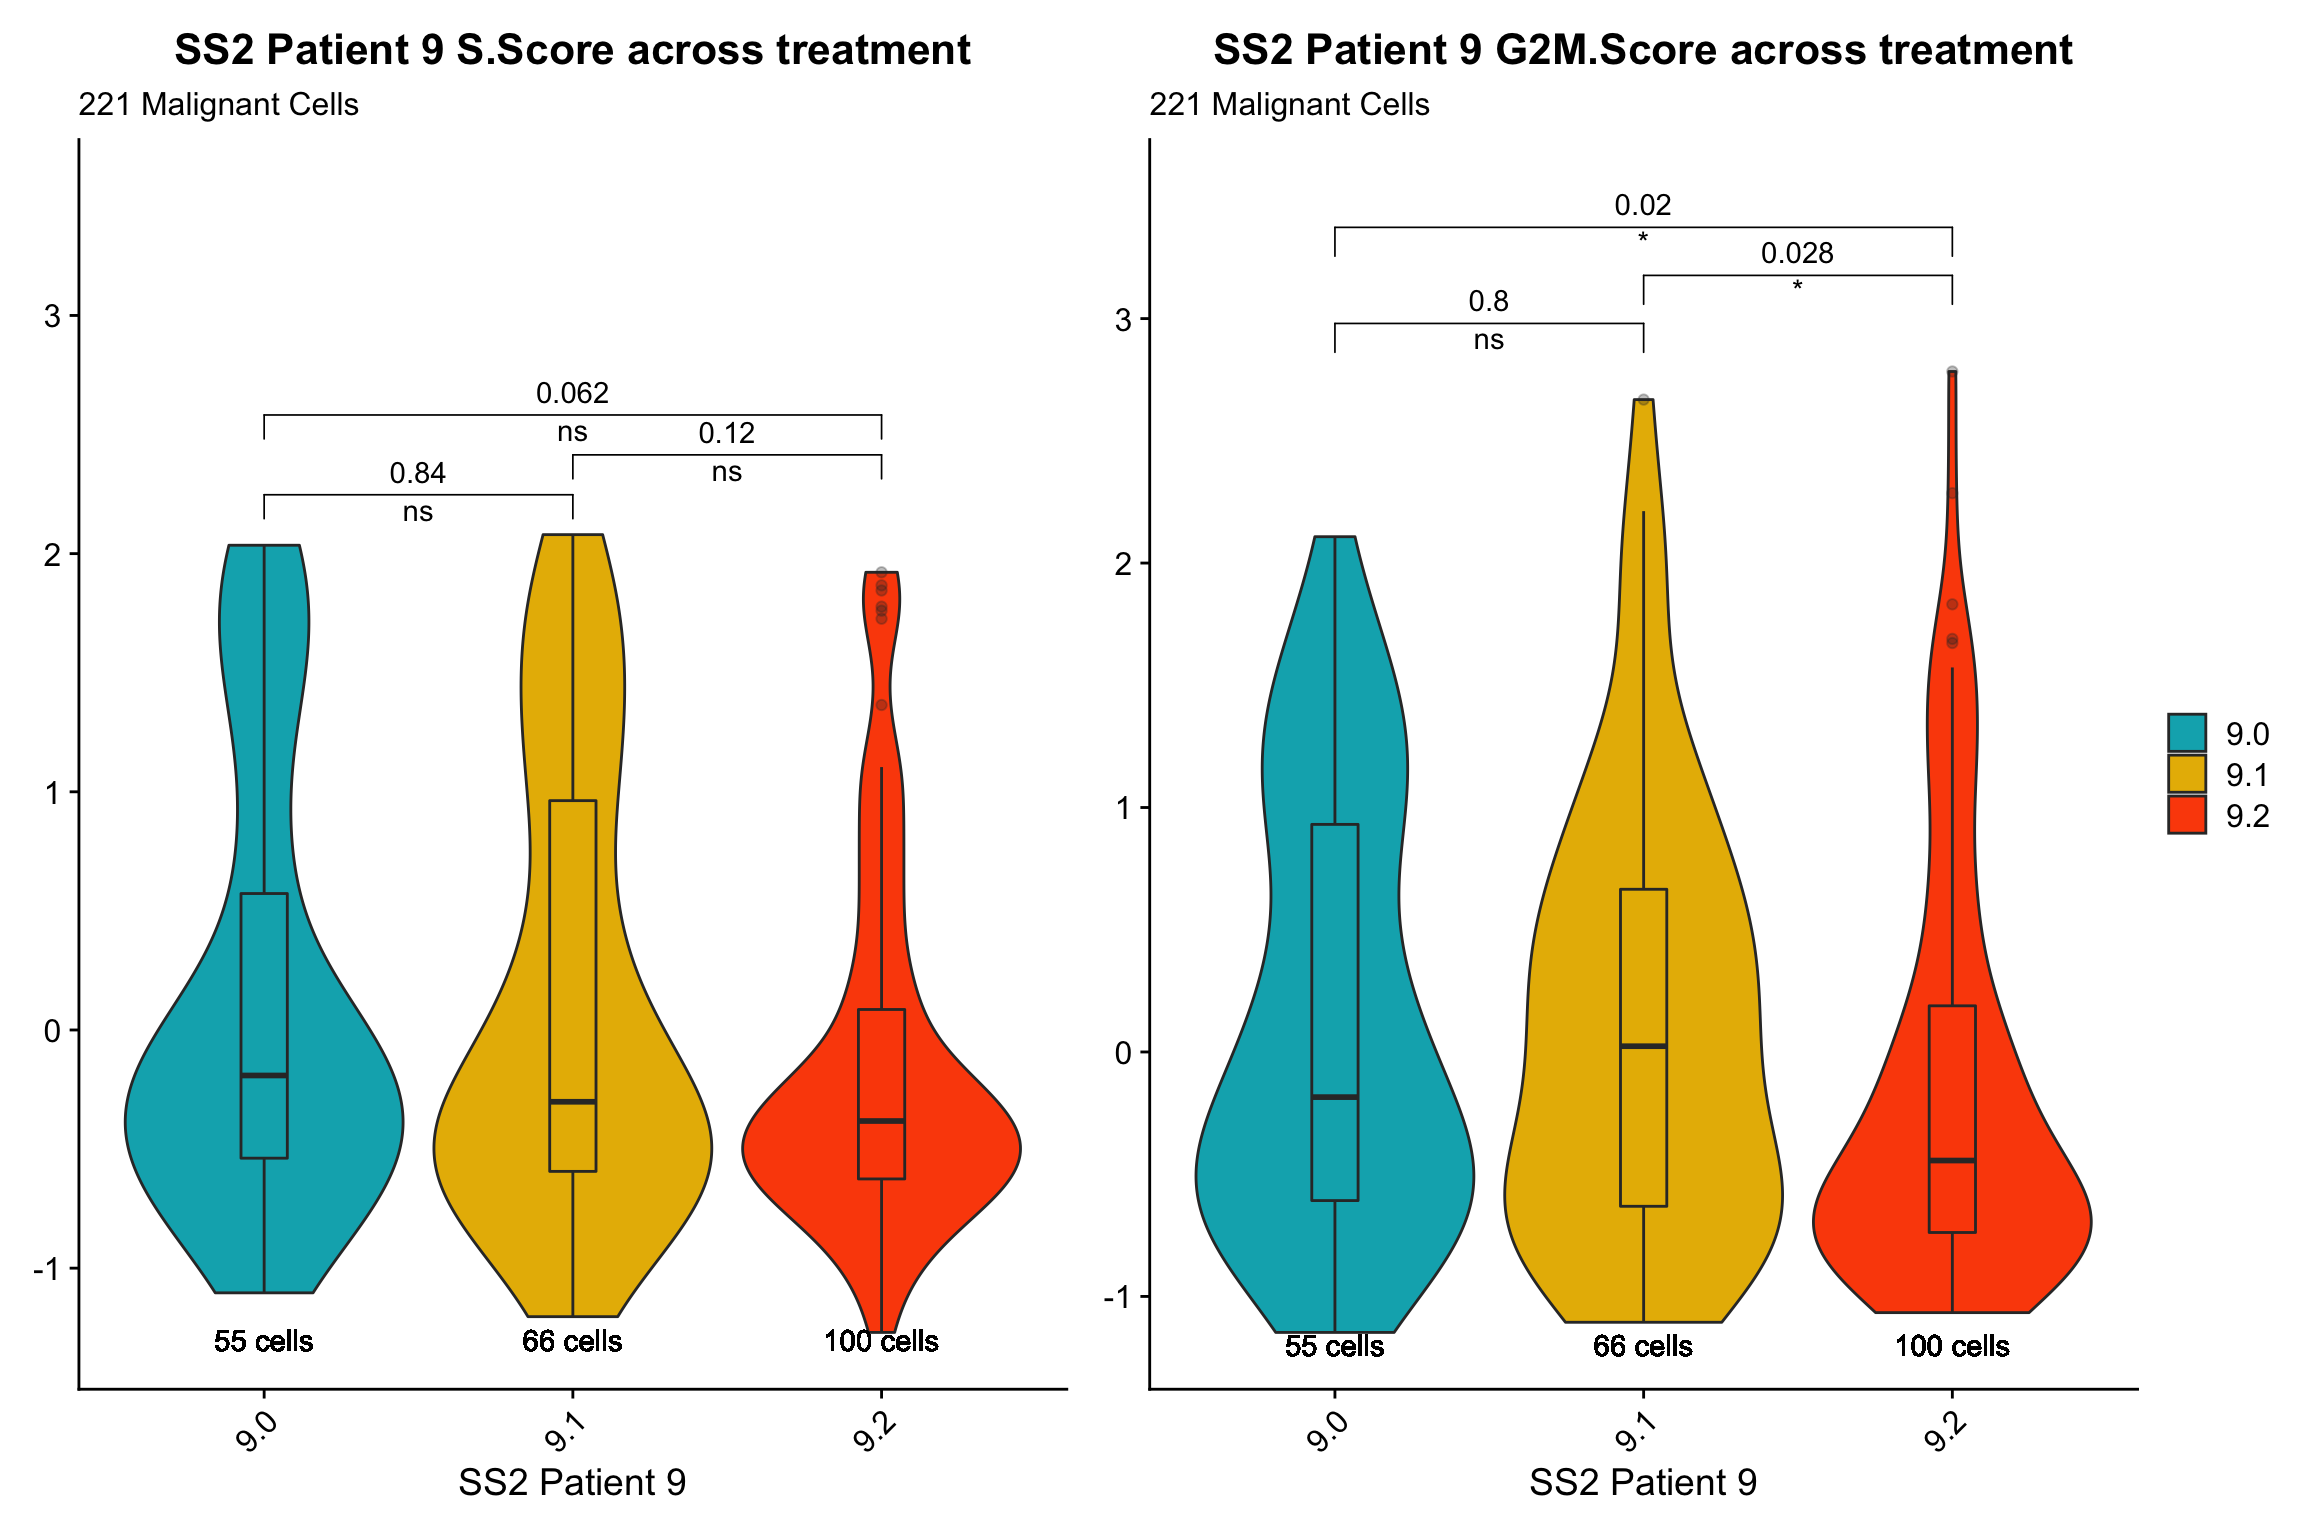 SS2 Patient 9 S.Score across treatment
221 Malignant Cells
3
2
1
0
-1
0.062
ns
0.12
ns
0.84
ns
55 cells
66 cells
100 cells
9.0
9.1
9.2
SS2 Patient 9
SS2 Patient 9 G2M.Score across treatment
221 Malignant Cells
3
2
1
0
-1
0.02
*
0.028
*
0.8
ns
55 cells
66 cells
100 cells
9.0
9.1
9.2
SS2 Patient 9
9.0
9.1
9.2